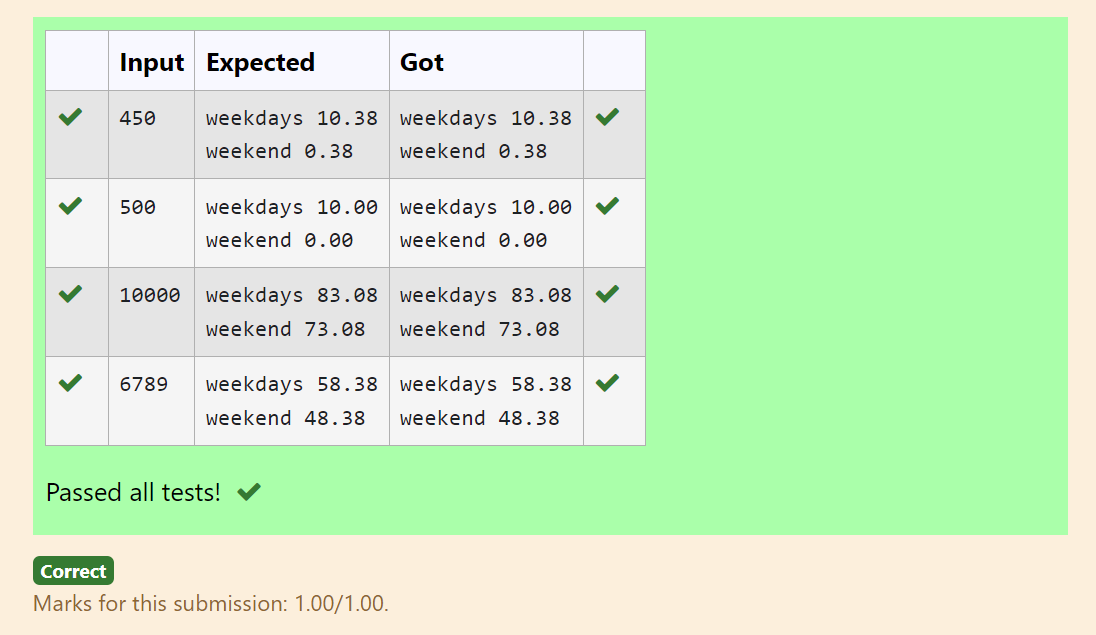 Input Expected Got
450 weekdays 10.38 weekdays 10.38
weekend 0.38 weekend 0.38
500 weekdays 10.00 weekdays 10.00
weekend 0.00 weekend 0.00
10000 weekdays 83.08 weekdays 83.08
weekend 73.08 weekend 73.08
6789 weekdays 58.38 weekdays 58.38
weekend 48.38 weekend 48.38
Passed all tests!
Correct
Marks for this submission: 1.00/1.00.